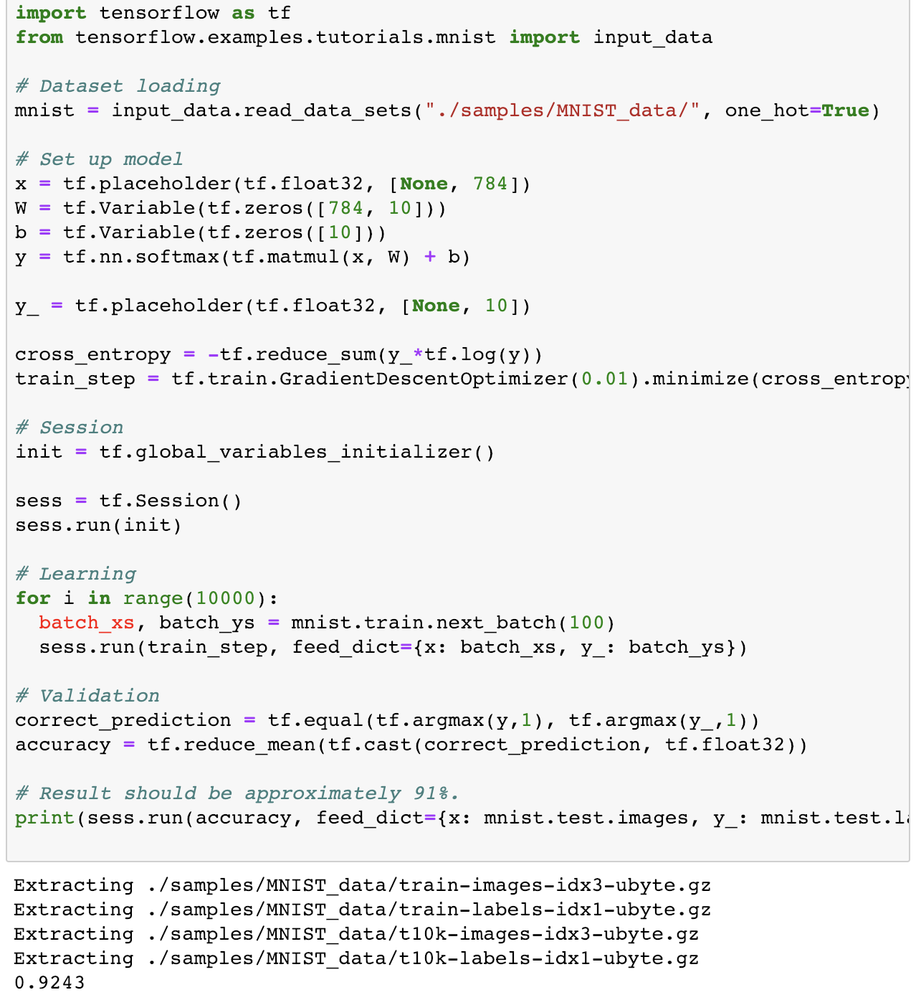 import tensorflow as tf
from tensorflow.examples.tutorials.mnist import input_data
# Dataset loading
mnist = input_data.read_data_sets("./samples/MNIST_data/", one_hot=True)
# Set up model
x = tf.placeholder(tf.float32, [None, 784])
W = tf.Variable(tf.zeros([784, 10]))
b = tf.Variable(tf.zeros([10]))
y = tf.nn.softmax(tf.matmul(x, W) + b)
y_ = tf.placeholder(tf.float32, [None, 10])
cross_entropy = -tf.reduce_sum(y_*tf.log(y))
train_step = tf.train.GradientDescentOptimizer(0.01).minimize(cross_entropy
# Session
init = tf.global_variables_initializer()
sess = tf.Session()
sess.run(init)
# Learning
for i in range(10000):
  batch_xs, batch_ys = mnist.train.next_batch(100)
  sess.run(train_step, feed_dict={x: batch_xs, y_: batch_ys})
# Validation
correct_prediction = tf.equal(tf.argmax(y,1), tf.argmax(y_,1))
accuracy = tf.reduce_mean(tf.cast(correct_prediction, tf.float32))
# Result should be approximately 91%.
print(sess.run(accuracy, feed_dict={x: mnist.test.images, y_: mnist.test.la
Extracting ./samples/MNIST_data/train-images-idx3-ubyte.gz
Extracting ./samples/MNIST_data/train-labels-idx1-ubyte.gz
Extracting ./samples/MNIST_data/t10k-images-idx3-ubyte.gz
Extracting ./samples/MNIST_data/t10k-labels-idx1-ubyte.gz
0.9243